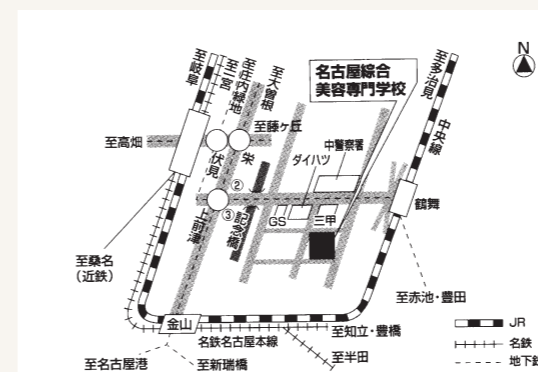 至岐阜
至一宮
至庄内緑地
至大曽根
名古屋綜合
美容専門学校
至多治見
N
中央線
至高畑
伏見
栄
至藤ヶ丘
中警察署
ダイハツ
②
③
記念橋
GS
三甲
鶴舞
上前津
至桑名
(近鉄)
至赤池・豊田
金山
名鉄名古屋本線
至知立・豊橋
至半田
至名古屋港
至新瑞橋
JR
名鉄
地下鉄